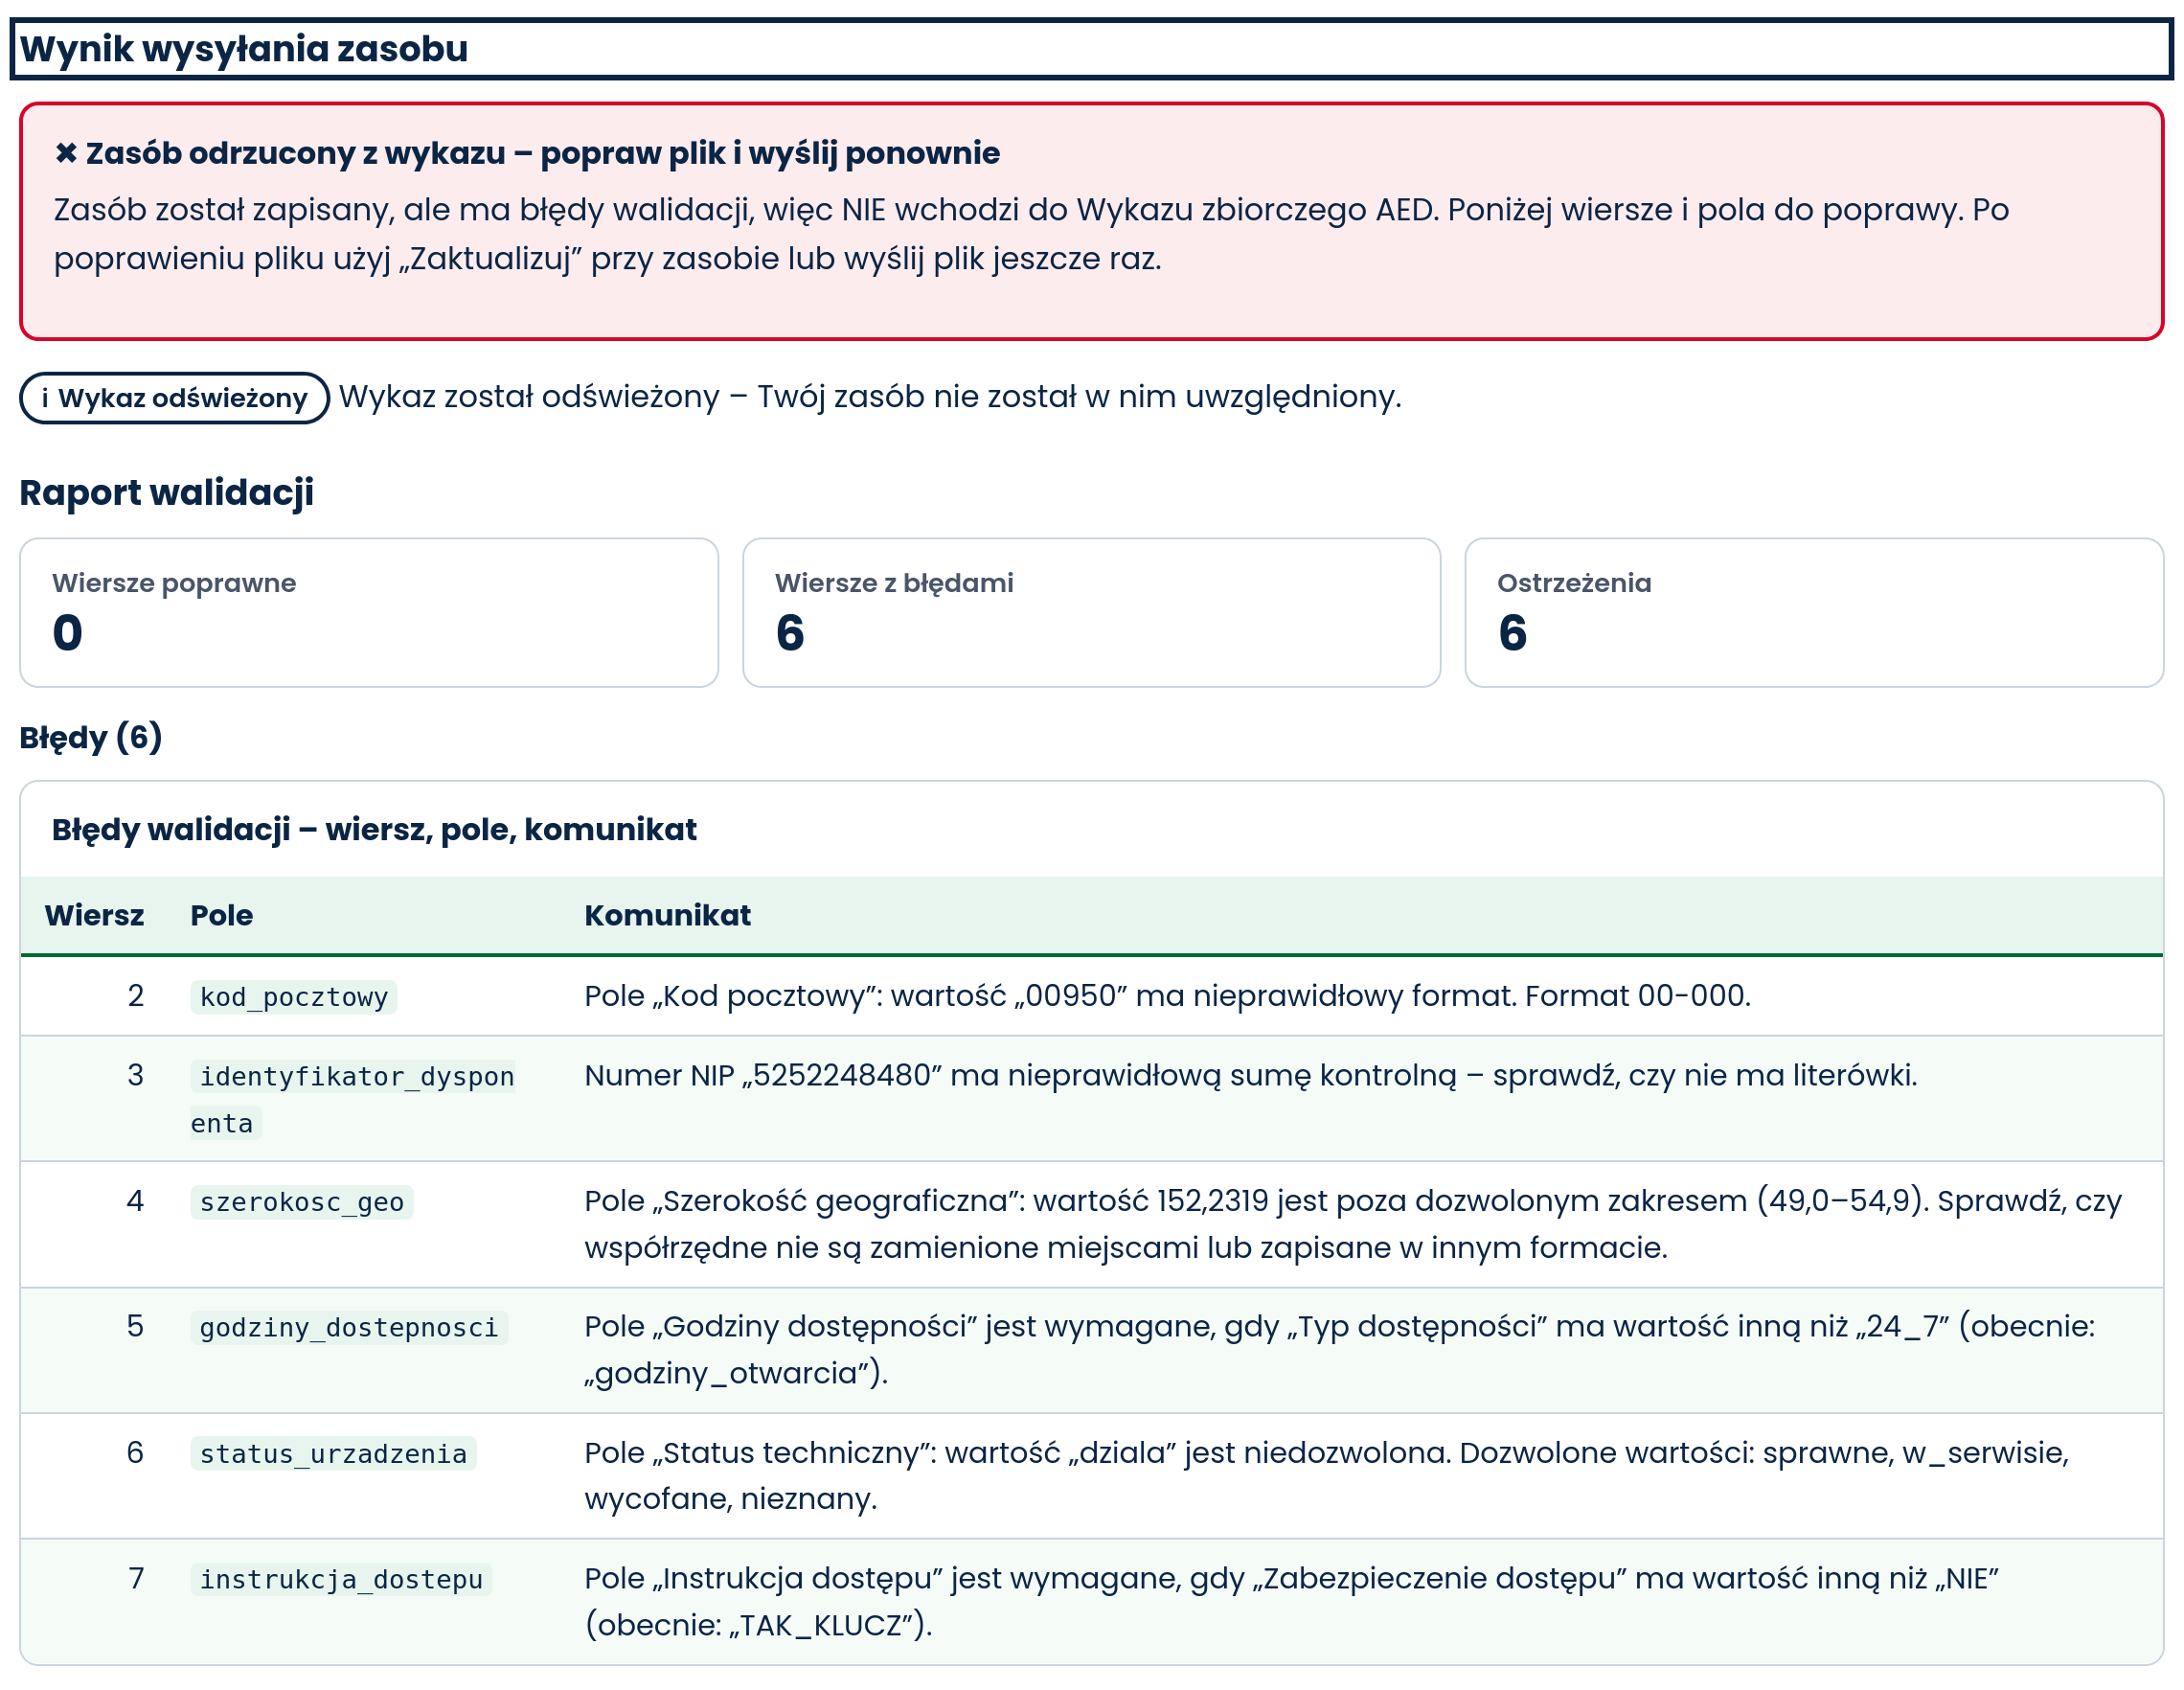 Wynik wysyłania zasobu
✖ Zasób odrzucony z wykazu – popraw plik i wyślij ponownie
Zasób został zapisany, ale ma błędy walidacji, więc NIE wchodzi do Wykazu zbiorczego AED. Poniżej wiersze i pola do poprawy. Po
poprawieniu pliku użyj „Zaktualizuj” przy zasobie lub wyślij plik jeszcze raz.
i Wykaz odświeżony Wykaz został odświeżony – Twój zasób nie został w nim uwzględniony.
Raport walidacji
Wiersze poprawne
0
Wiersze z błędami
6
Ostrzeżenia
6
Błędy (6)
Błędy walidacji – wiersz, pole, komunikat
Wiersz Pole Komunikat
2 kod_pocztowy Pole „Kod pocztowy”: wartość „00950” ma nieprawidłowy format. Format 00-000.
3 identyfikator_dyspon Numer NIP „5252248480” ma nieprawidłową sumę kontrolną – sprawdź, czy nie ma literówki.
enta
4 szerokosc_geo Pole „Szerokość geograficzna”: wartość 152,2319 jest poza dozwolonym zakresem (49,0–54,9). Sprawdź, czy
współrzędne nie są zamienione miejscami lub zapisane w innym formacie.
5 godziny_dostepnosci Pole „Godziny dostępności” jest wymagane, gdy „Typ dostępności” ma wartość inną niż „24_7” (obecnie:
„godziny_otwarcia”).
6 status_urzadzenia Pole „Status techniczny”: wartość „dziala” jest niedozwolona. Dozwolone wartości: sprawne, w_serwisie,
wycofane, nieznany.
7 instrukcja_dostepu Pole „Instrukcja dostępu” jest wymagane, gdy „Zabezpieczenie dostępu” ma wartość inną niż „NIE”
(obecnie: „TAK_KLUCZ”).